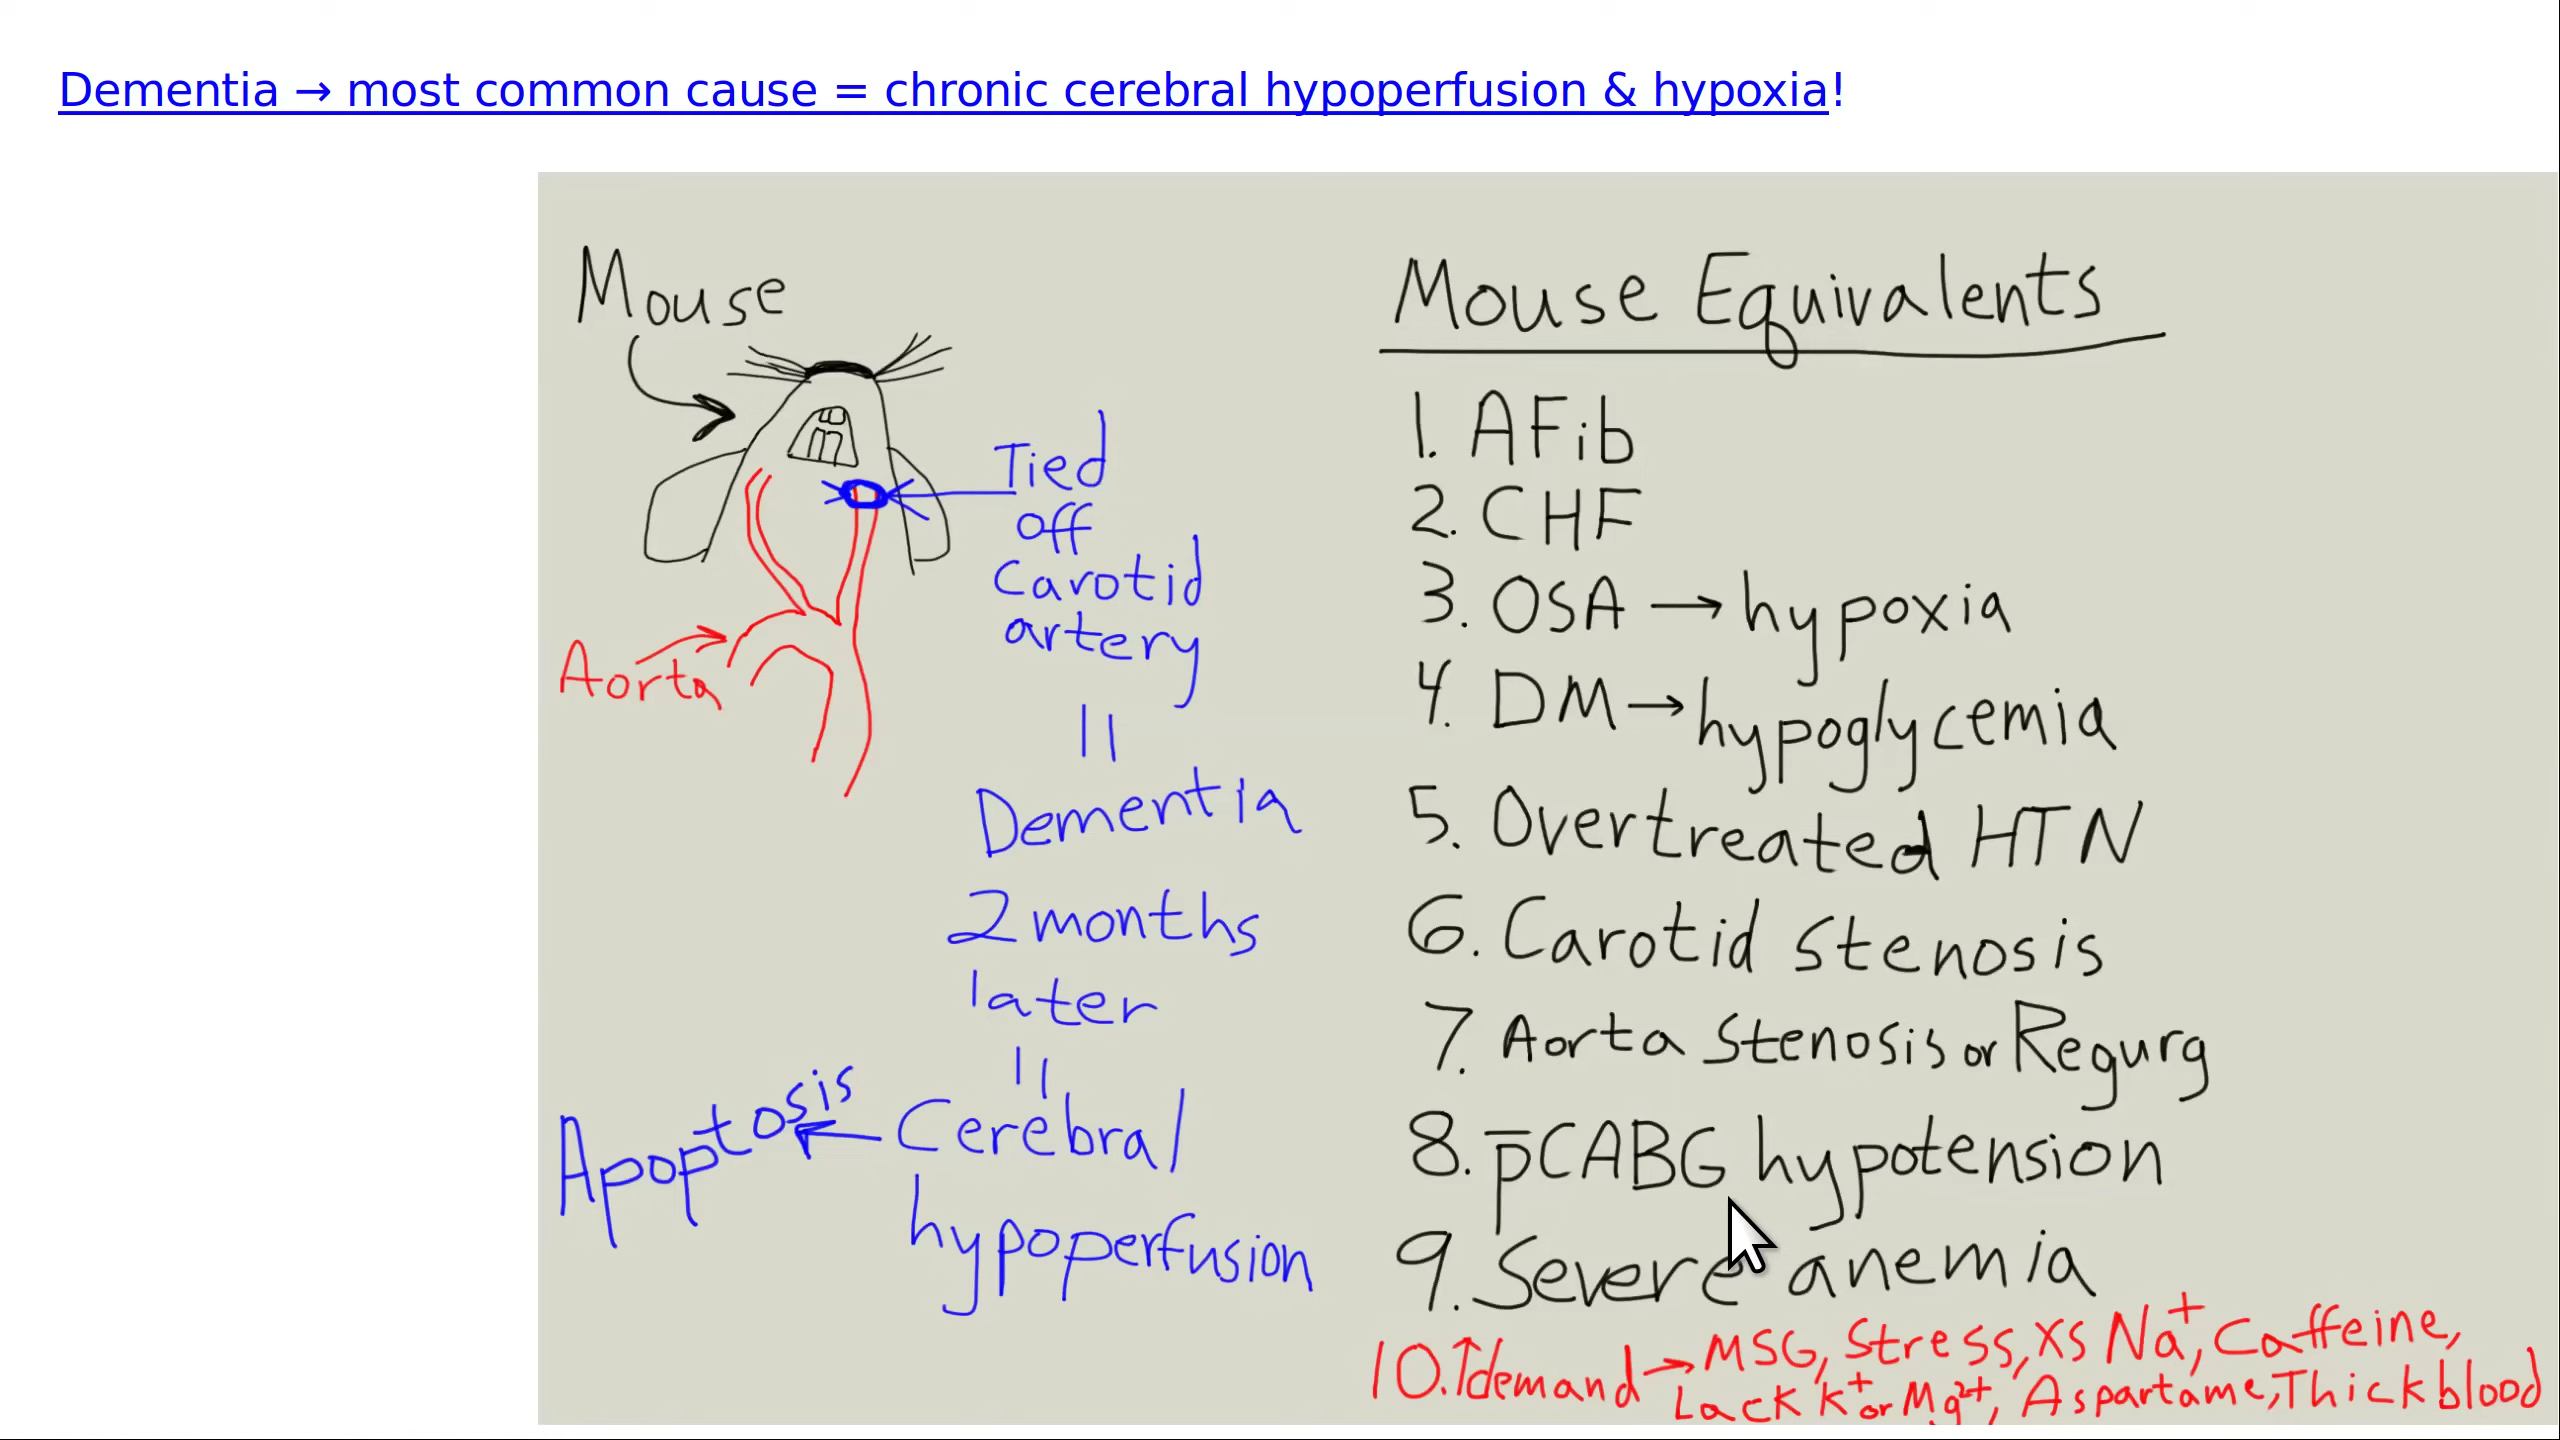 Dementia → most common cause = chronic cerebral hypoperfusion & hypoxia!
Mouse
Tied
off
Carotid
artery
Aorta
=
Dementia
2 months
later
=
Cerebral
hypoperfusion
Apoptosis
Mouse Equivalents
1. AFib
2. CHF
3. OSA → hypoxia
4. DM → hypoglycemia
5. Overtreated HTN
6. Carotid stenosis
7. Aorta stenosis or Regurg
8. p̄CABG hypotension
9. Severe anemia
10. ↑demand → MSG, Stress, XS Na⁺, Caffeine,
Lack K⁺ or Mg²⁺, Aspartame, Thick blood